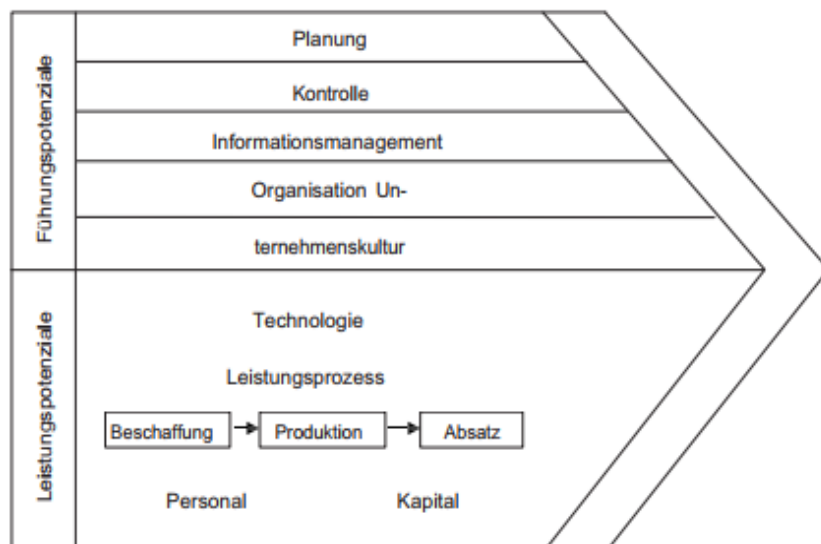 Führungspotenziale
Planung
Kontrolle
Informationsmanagement
Organisation Un-
ternehmenskultur
Leistungspotenziale
Technologie
Leistungsprozess
Beschaffung
Produktion
Absatz
Personal
Kapital